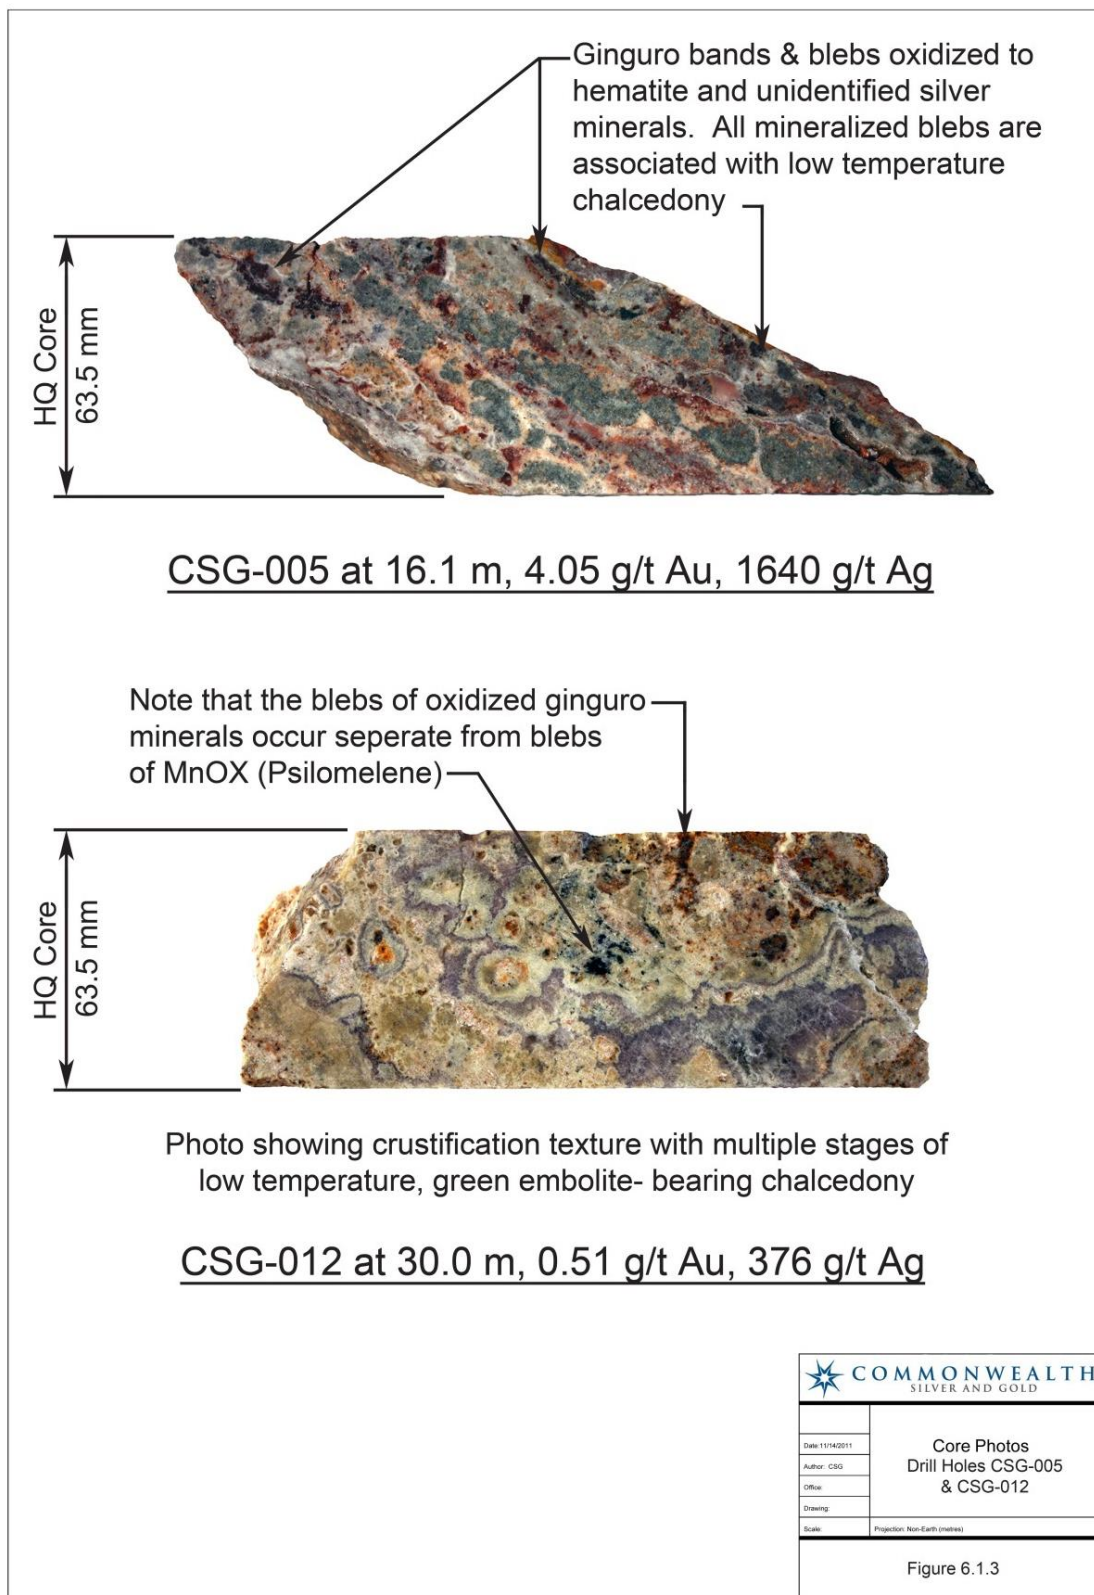 Ginguro bands & blebs oxidized to
hematite and unidentified silver
minerals. All mineralized blebs are
associated with low temperature
chalcedony
HQ Core
63.5 mm
CSG-005 at 16.1 m, 4.05 g/t Au, 1640 g/t Ag
Note that the blebs of oxidized ginguro
minerals occur seperate from blebs
of MnOX (Psilomelene)
HQ Core
63.5 mm
Photo showing crustification texture with multiple stages of
low temperature, green embolite- bearing chalcedony
CSG-012 at 30.0 m, 0.51 g/t Au, 376 g/t Ag
COMMONWEALTH
SILVER AND GOLD
Date:11/14/2011
Author: CSG
Office:
Drawing:
Scale:
Core Photos
Drill Holes CSG-005
& CSG-012
Projection: Non-Earth (metres)
Figure 6.1.3